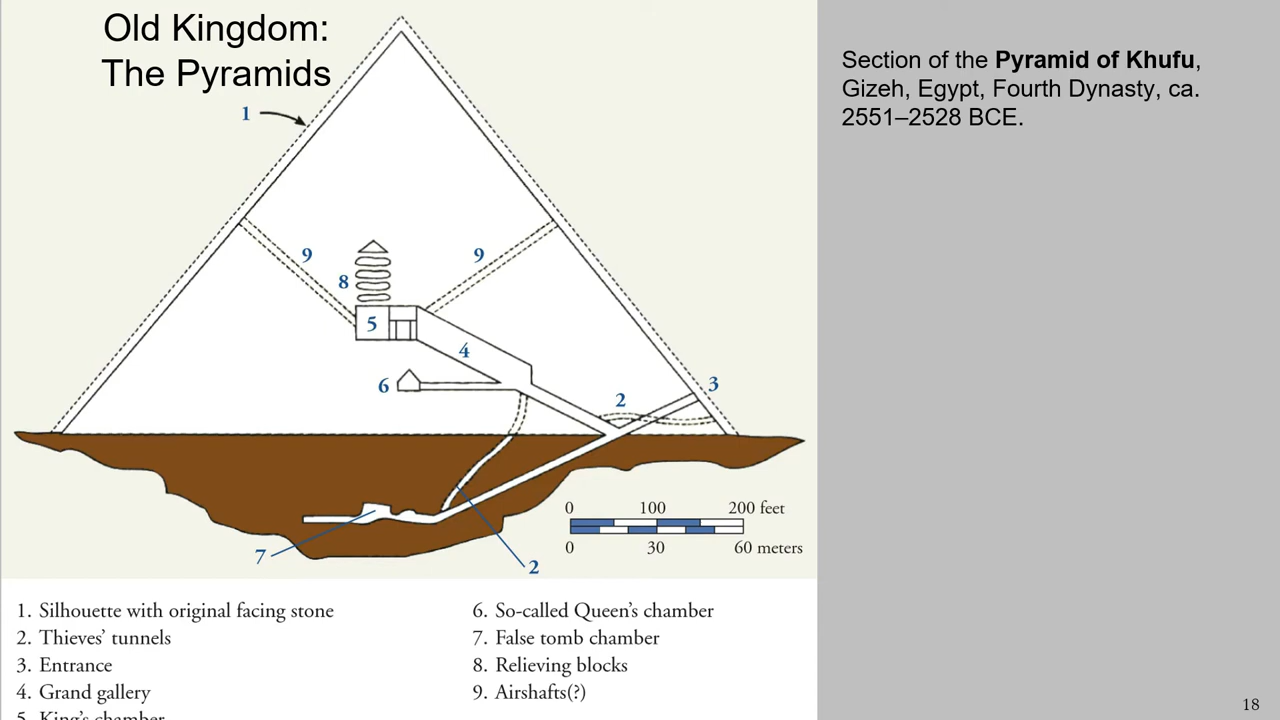 Old Kingdom:
The Pyramids
Section of the Pyramid of Khufu,
Gizeh, Egypt, Fourth Dynasty, ca.
2551–2528 BCE.
1
9
9
8
5
4
6
3
2
0 100 200 feet
0 30 60 meters
7
2
1. Silhouette with original facing stone
2. Thieves' tunnels
3. Entrance
4. Grand gallery
5. King's chamber
6. So-called Queen's chamber
7. False tomb chamber
8. Relieving blocks
9. Airshafts(?)
18